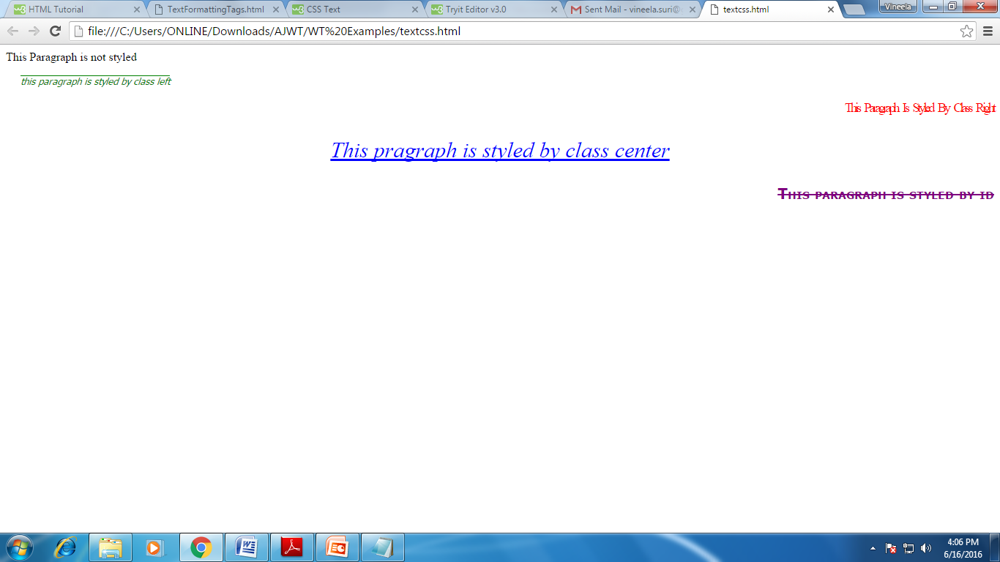 HTML Tutorial
TextFormattingTags.html
CSS Text
Tryit Editor v3.0
Sent Mail - vineela.suri@
textcss.html
Vineela
file:///C:/Users/ONLINE/Downloads/AJWT/WT%20Examples/textcss.html
This Paragraph is not styled
this paragraph is styled by class left
This Paragraph Is Styled By Class Right
This pragraph is styled by class center
This paragraph is styled by id
4:06 PM
6/16/2016